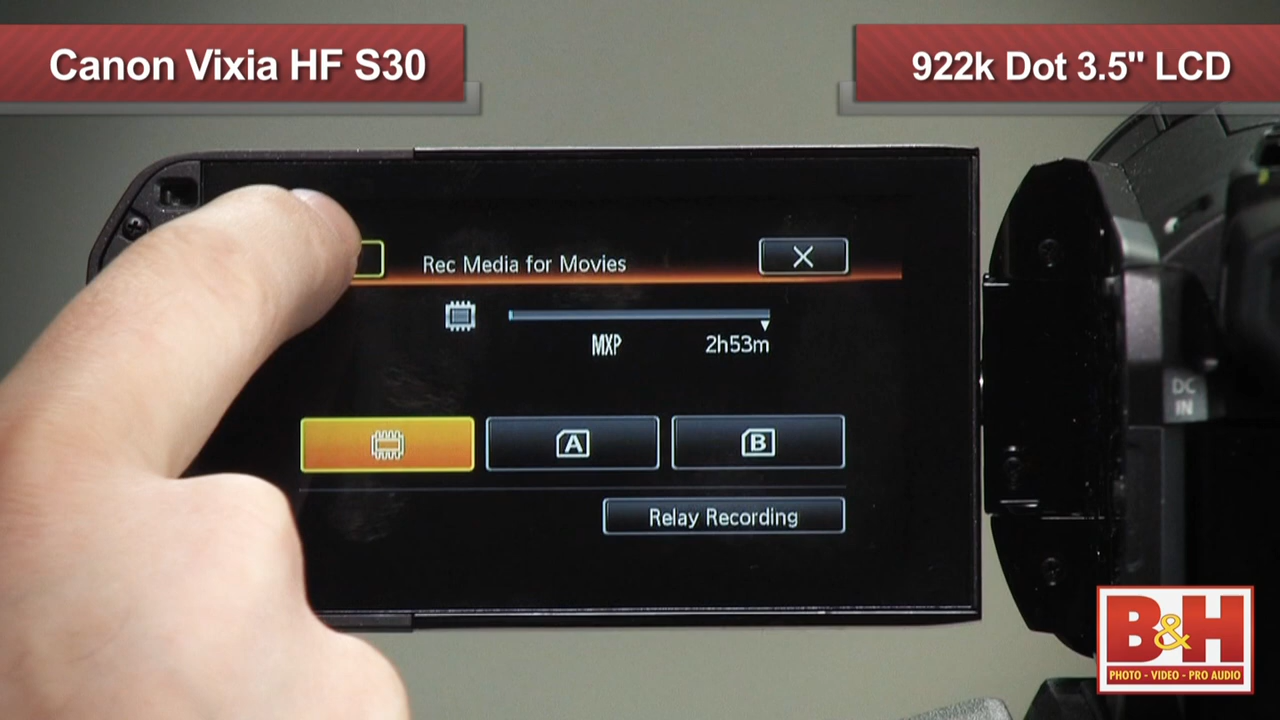 Canon Vixia HF S30
922k Dot 3.5" LCD
Rec Media for Movies
MXP
2h53m
A
B
Relay Recording
DC
IN
B&H
PHOTO - VIDEO - PRO AUDIO